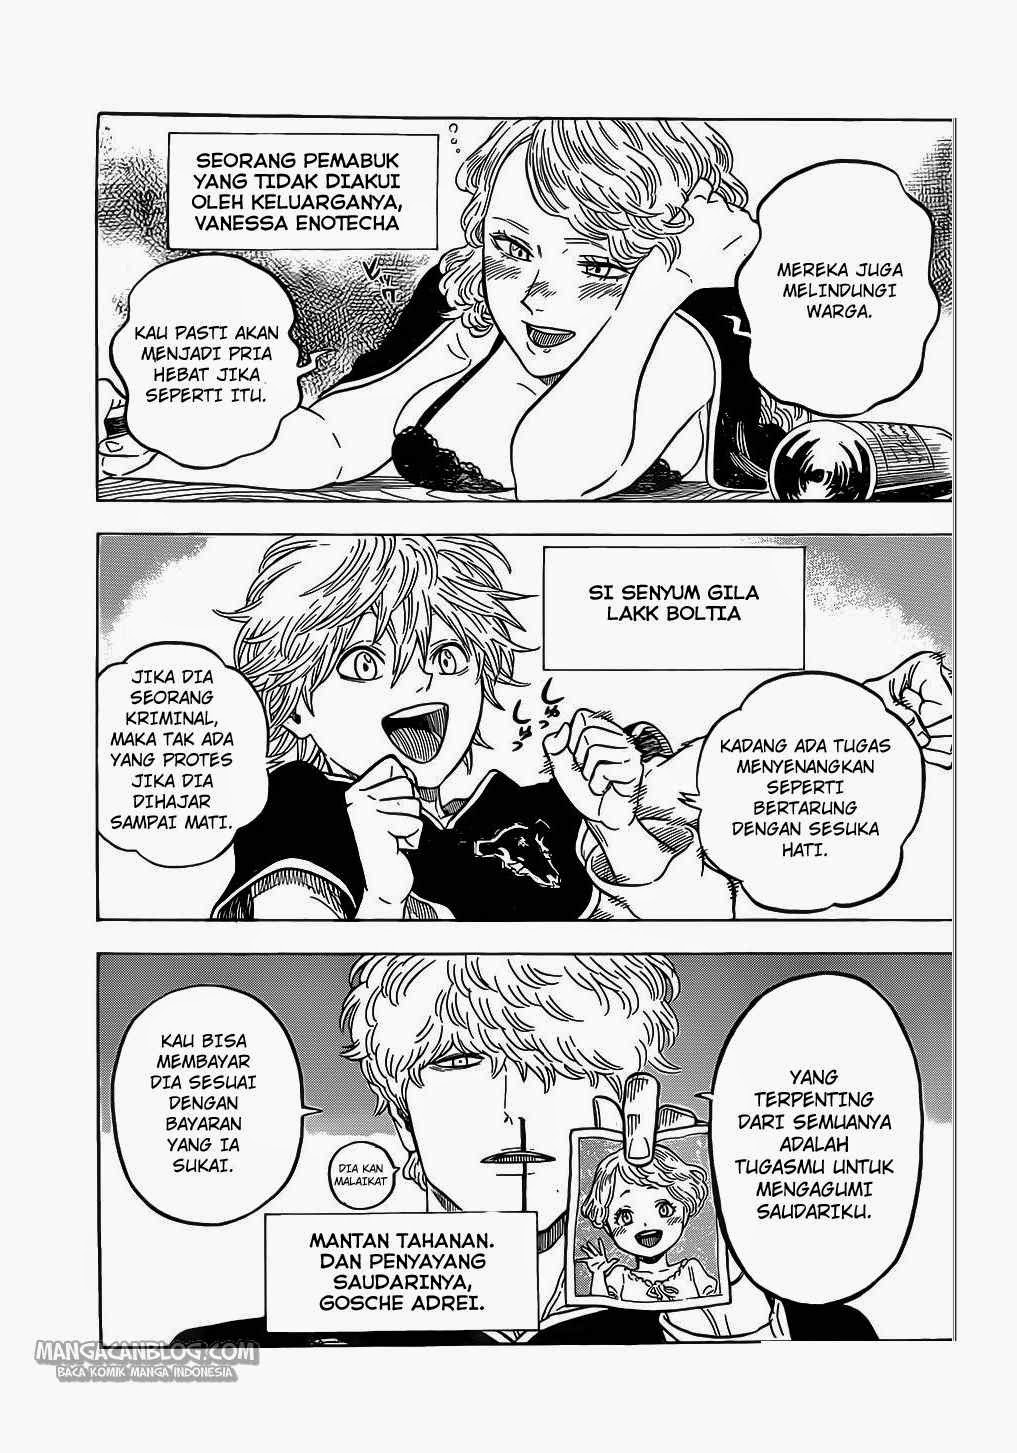 SEORANG PEMABUK
YANG TIDAK DIAKUI
OLEH KELUARGANYA,
VANESSA ENOTECHA
MEREKA JUGA
MELINDUNGI
WARGA.
KAU PASTI AKAN
MENJADI PRIA
HEBAT JIKA
SEPERTI ITU.
SI SENYUM GILA
LAKK BOLTIA
JIKA DIA
SEORANG
KRIMINAL,
MAKA TAK ADA
YANG PROTES
JIKA DIA
DIHAJAR
SAMPAI MATI.
KADANG ADA TUGAS
MENYENANGKAN
SEPERTI
BERTARUNG
DENGAN SESUKA
HATI.
KAU BISA
MEMBAYAR
DIA SESUAI
DENGAN
BAYARAN
YANG IA
SUKAI.
YANG
TERPENTING
DARI SEMUANYA
ADALAH
TUGASMU UNTUK
MENGAGUMI
SAUDARIKU.
DIA KAN
MALAIKAT
MANTAN TAHANAN.
DAN PENYAYANG
SAUDARINYA,
GOSCHE ADREI.
MANGACANBLOG.COM
BACA KOMIK MANGA INDONESIA